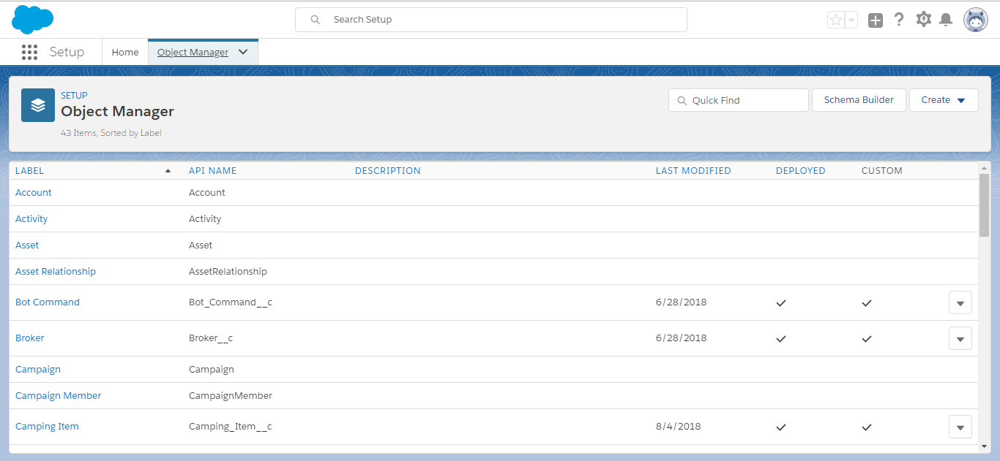 Search Setup
Setup Home Object Manager
SETUP
Object Manager
43 Items, Sorted by Label
Quick Find Schema Builder Create
LABEL API NAME DESCRIPTION LAST MODIFIED DEPLOYED CUSTOM
Account Account
Activity Activity
Asset Asset
Asset Relationship AssetRelationship
Bot Command Bot_Command__c 6/28/2018
Broker Broker__c 6/28/2018
Campaign Campaign
Campaign Member CampaignMember
Camping Item Camping_Item__c 8/4/2018